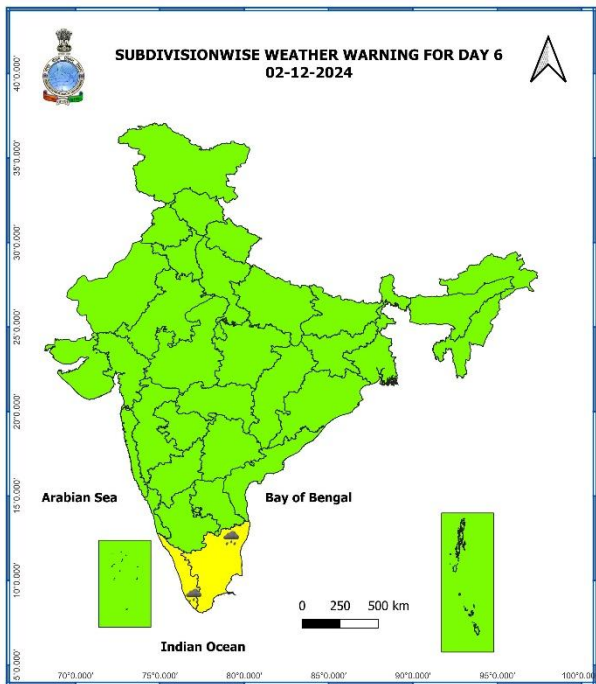 SUBDIVISIONWISE WEATHER WARNING FOR DAY 6
02-12-2024
40°0.000'
35°0.000'
30°0.000'
25°0.000'
20°0.000'
15°0.000'
10°0.000'
5°0.000'
Arabian Sea
Bay of Bengal
0 250 500 km
Indian Ocean
70°0.000' 75°0.000' 80°0.000' 85°0.000' 90°0.000' 95°0.000' 100°0.0